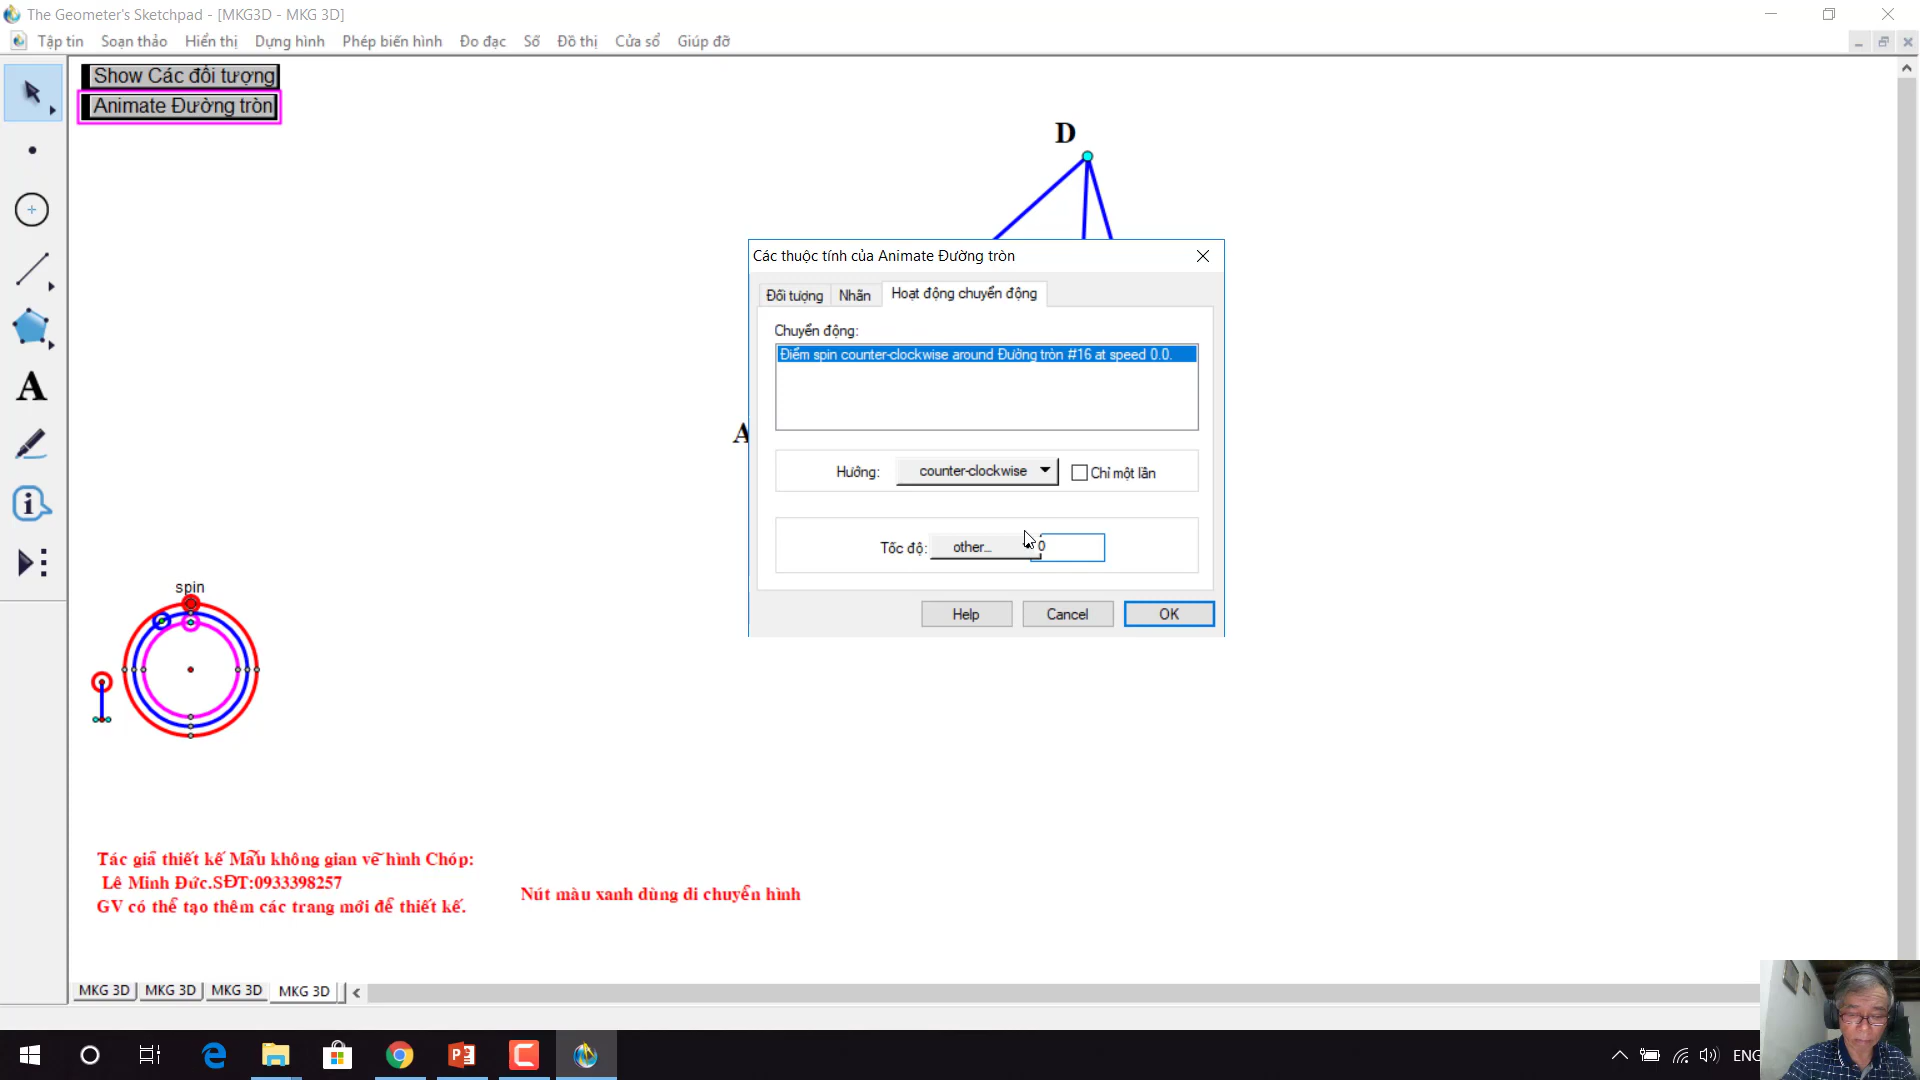 The Geometer's Sketchpad - [MKG3D - MKG 3D]
Tập tin Soạn thảo Hiển thị Dựng hình Phép biến hình Đo đạc Số Đồ thị Cửa sổ Giúp đỡ
Show Các đối tượng
Animate Đường tròn
D
Các thuộc tính của Animate Đường tròn
Đối tượng Nhãn Hoạt động chuyển động
Chuyển động:
Điểm spin counter-clockwise around Đường tròn #16 at speed 0.0.
A
Hướng: counter-clockwise Chỉ một lần
Tốc độ: other... 0
Help Cancel OK
spin
Tác giả thiết kế Mẫu không gian vẽ hình Chóp:
Lê Minh Đức.SĐT:0933398257
GV có thể tạo thêm các trang mới để thiết kế.
Nút màu xanh dùng di chuyển hình
MKG 3D MKG 3D MKG 3D MKG 3D
ENG